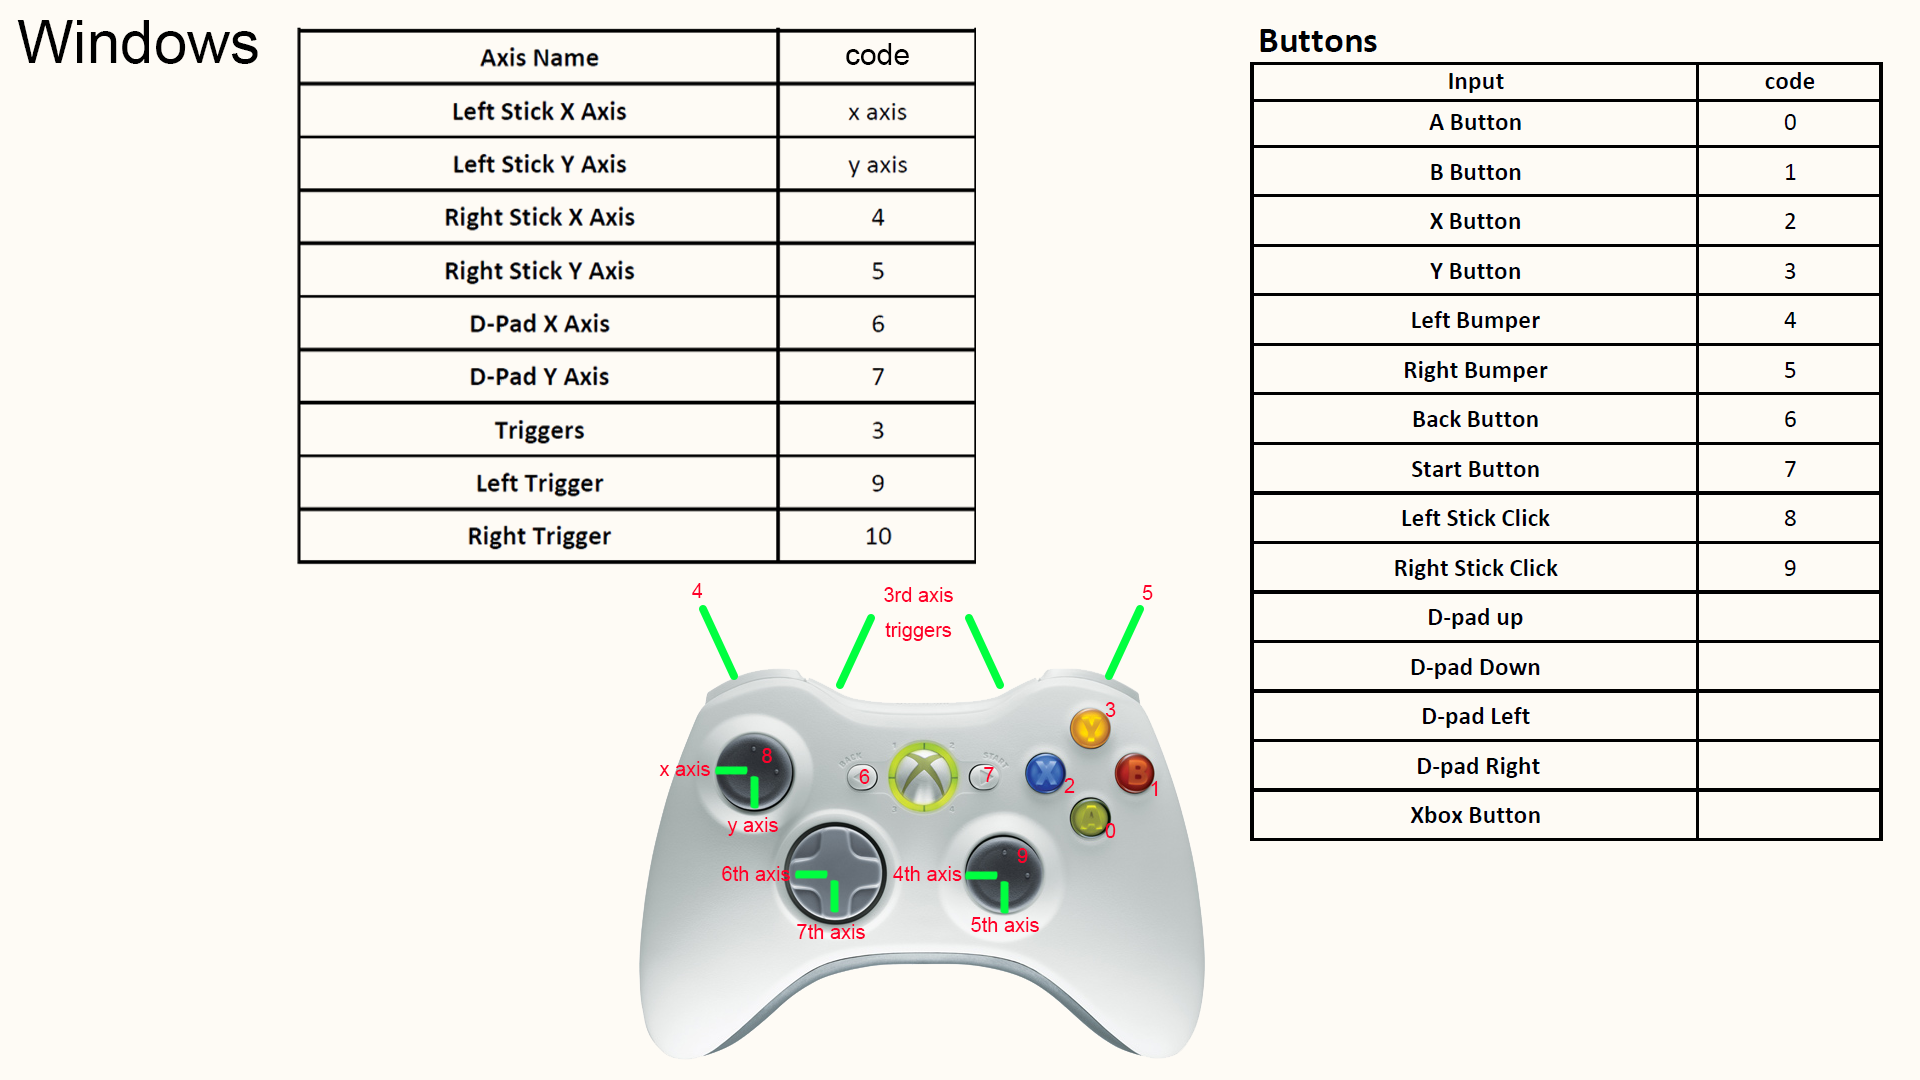 Windows
Axis Name code
Left Stick X Axis x axis
Left Stick Y Axis y axis
Right Stick X Axis 4
Right Stick Y Axis 5
D-Pad X Axis 6
D-Pad Y Axis 7
Triggers 3
Left Trigger 9
Right Trigger 10
Buttons
Input code
A Button 0
B Button 1
X Button 2
Y Button 3
Left Bumper 4
Right Bumper 5
Back Button 6
Start Button 7
Left Stick Click 8
Right Stick Click 9
D-pad up
D-pad Down
D-pad Left
D-pad Right
Xbox Button
4
3rd axis
triggers
5
3
Y
8
x axis
BACK
6
START
7
X
2
B
1
y axis
A
0
9
6th axis
4th axis
7th axis
5th axis